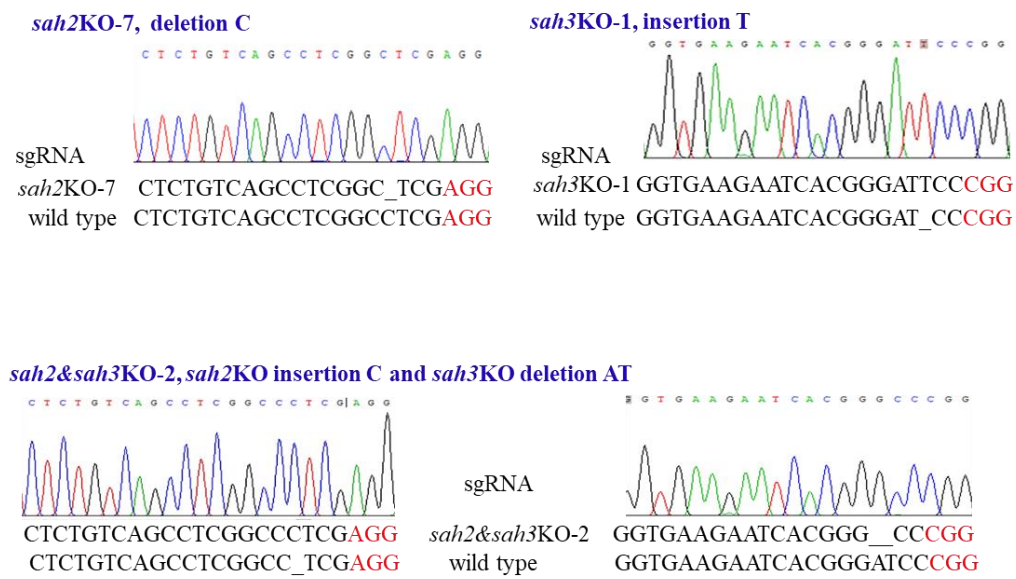 sah2KO-7, deletion C
CTCTGTCAGCCTCGGCTCGAGG
sgRNA
sah2KO-7 CTCTGTCAGCCTCGGC_TCGAGG
wild type CTCTGTCAGCCTCGGCCTCGAGG
sah3KO-1, insertion T
GGTGAAGAATCACGGGATTCCCGG
sgRNA
sah3KO-1 GGTGAAGAATCACGGGATTCCCGG
wild type GGTGAAGAATCACGGGAT_CCCGG
sah2&sah3KO-2, sah2KO insertion C and sah3KO deletion AT
CTCTGTCAGCCTCGGCCCTCGAGG
CTCTGTCAGCCTCGGCCCTCGAGG
CTCTGTCAGCCTCGGCC_TCGAGG
GGTGAAGAATCACGGGCCCGG
sgRNA
sah2&sah3KO-2 GGTGAAGAATCACGGG__CCCGG
wild type GGTGAAGAATCACGGGATCCCGG